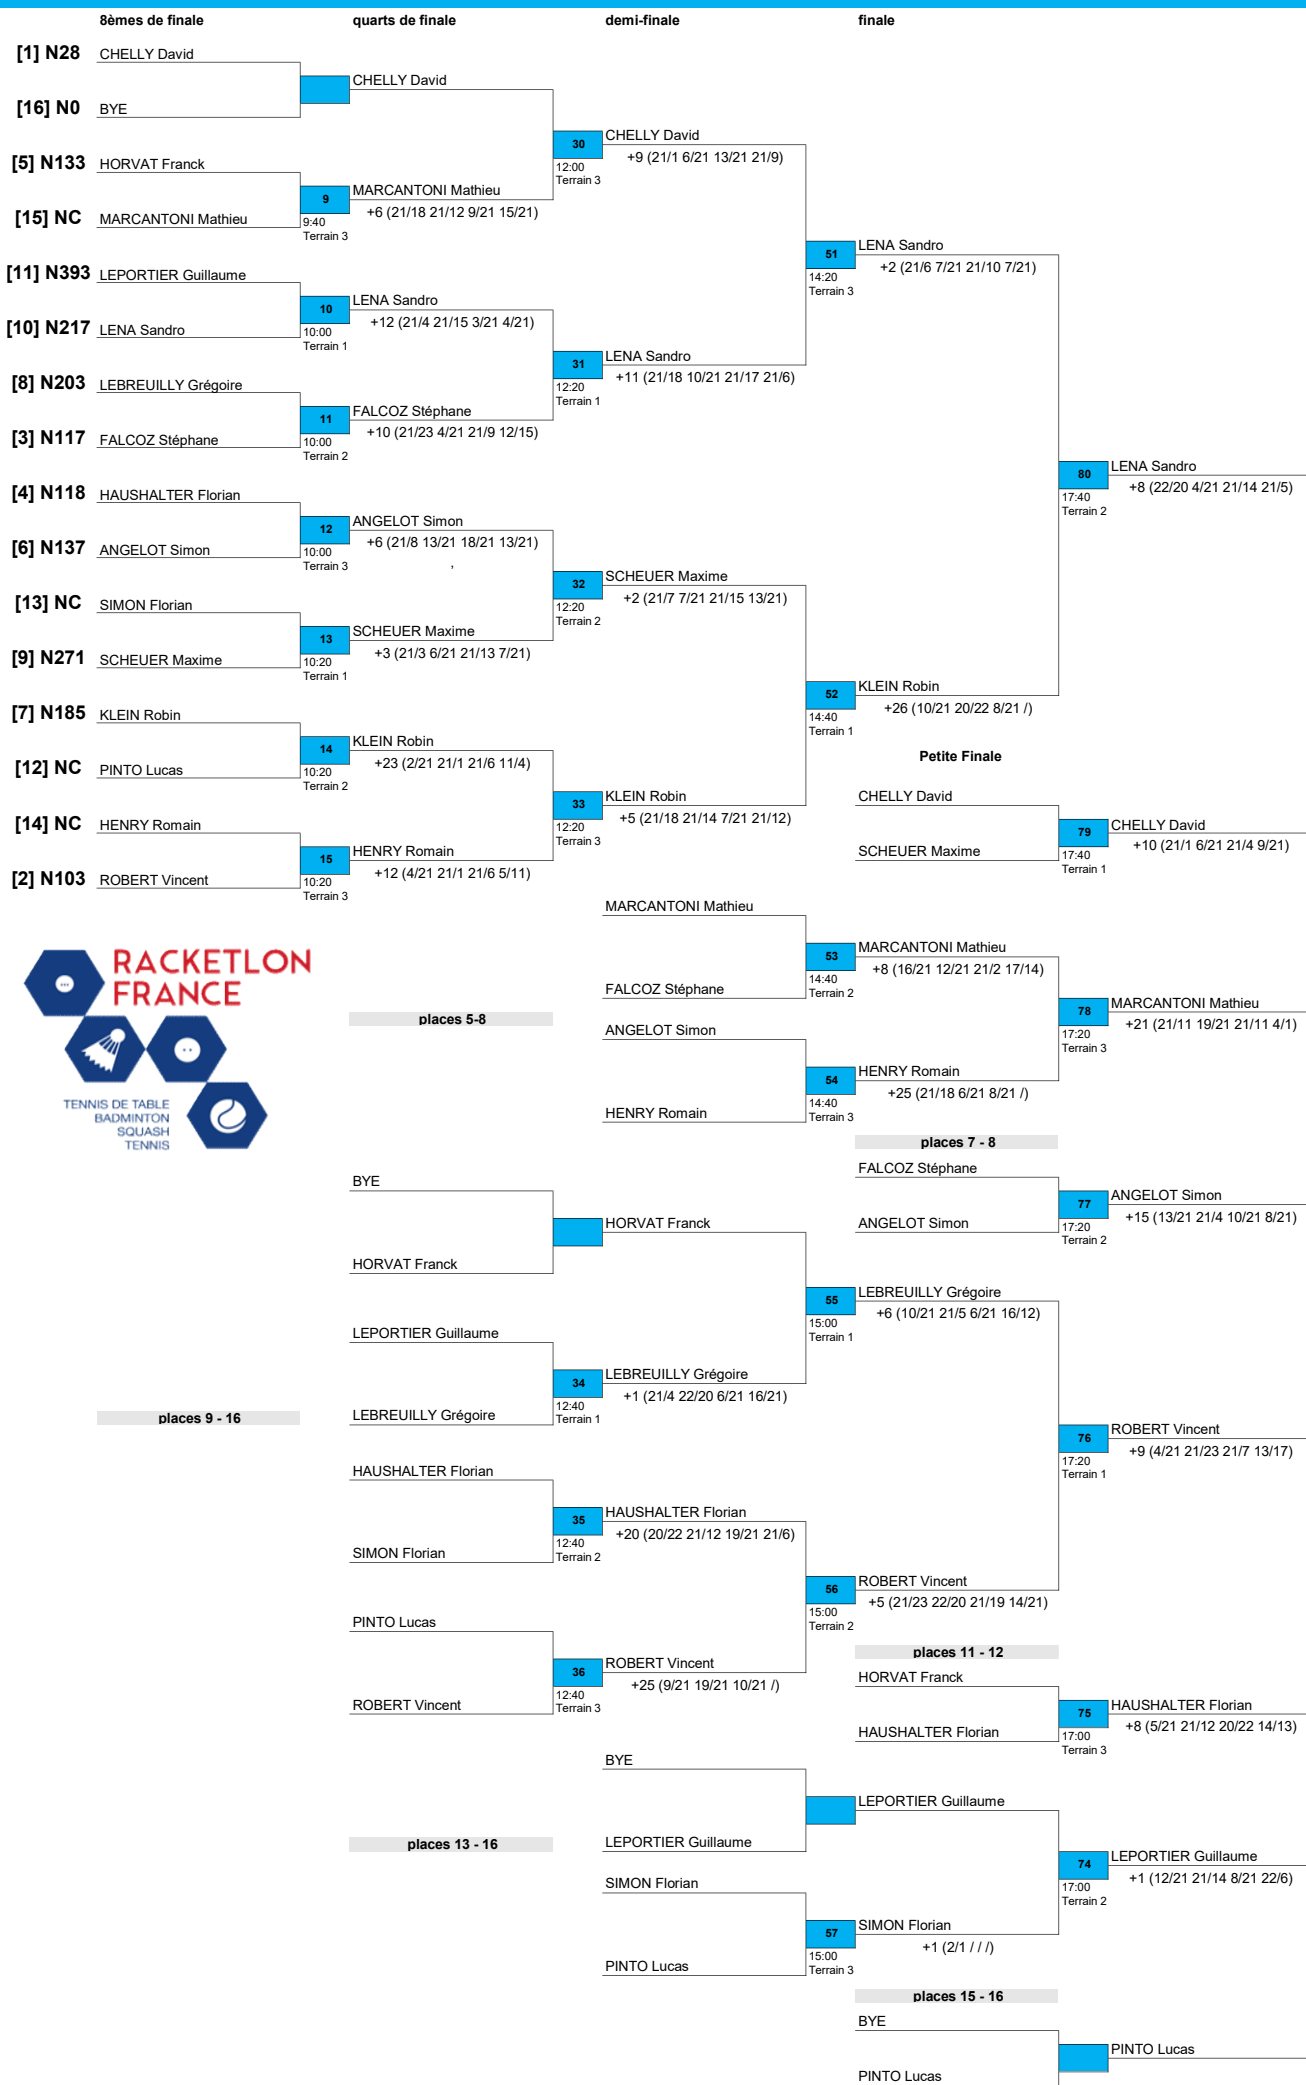 8èmes de finale quarts de finale demi-finale finale
[1] N28 CHELLY David
CHELLY David
[16] N0 BYE
30 CHELLY David
12:00 +9 (21/1 6/21 13/21 21/9)
Terrain 3
[5] N133 HORVAT Franck
9 MARCANTONI Mathieu
9:40 +6 (21/18 21/12 9/21 15/21)
Terrain 3
[15] NC MARCANTONI Mathieu
51 LENA Sandro
14:20 +2 (21/6 7/21 21/10 7/21)
Terrain 3
[11] N393 LEPORTIER Guillaume
10 LENA Sandro
10:00 +12 (21/4 21/15 3/21 4/21)
Terrain 1
[10] N217 LENA Sandro
31 LENA Sandro
12:20 +11 (21/18 10/21 21/17 21/6)
Terrain 1
[8] N203 LEBREUILLY Grégoire
11 FALCOZ Stéphane
10:00 +10 (21/23 4/21 21/9 12/15)
Terrain 2
[3] N117 FALCOZ Stéphane
80 LENA Sandro
17:40 +8 (22/20 4/21 21/14 21/5)
Terrain 2
[4] N118 HAUSHALTER Florian
12 ANGELOT Simon
10:00 +6 (21/8 13/21 18/21 13/21)
Terrain 3 ,
[6] N137 ANGELOT Simon
32 SCHEUER Maxime
12:20 +2 (21/7 7/21 21/15 13/21)
Terrain 2
[13] NC SIMON Florian
13 SCHEUER Maxime
10:20 +3 (21/3 6/21 21/13 7/21)
Terrain 1
[9] N271 SCHEUER Maxime
52 KLEIN Robin
14:40 +26 (10/21 20/22 8/21 /)
Terrain 1
[7] N185 KLEIN Robin
14 KLEIN Robin
10:20 +23 (2/21 21/1 21/6 11/4)
Terrain 2
[12] NC PINTO Lucas
33 KLEIN Robin
12:20 +5 (21/18 21/14 7/21 21/12)
Terrain 3
[14] NC HENRY Romain
15 HENRY Romain
10:20 +12 (4/21 21/1 21/6 5/11)
Terrain 3
[2] N103 ROBERT Vincent
Petite Finale
CHELLY David
79 CHELLY David
17:40 +10 (21/1 6/21 21/4 9/21)
Terrain 1
SCHEUER Maxime
RACKETLON
FRANCE
TENNIS DE TABLE
BADMINTON
SQUASH
TENNIS
places 5-8
MARCANTONI Mathieu
53 MARCANTONI Mathieu
14:40 +8 (16/21 12/21 21/2 17/14)
Terrain 2
FALCOZ Stéphane
78 MARCANTONI Mathieu
17:20 +21 (21/11 19/21 21/11 4/1)
Terrain 3
ANGELOT Simon
54 HENRY Romain
14:40 +25 (21/18 6/21 8/21 /)
Terrain 3
HENRY Romain
places 7 - 8
FALCOZ Stéphane
77 ANGELOT Simon
17:20 +15 (13/21 21/4 10/21 8/21)
Terrain 2
ANGELOT Simon
places 9 - 16
BYE
HORVAT Franck
HORVAT Franck
55 LEBREUILLY Grégoire
15:00 +6 (10/21 21/5 6/21 16/12)
Terrain 1
LEPORTIER Guillaume
34 LEBREUILLY Grégoire
12:40 +1 (21/4 22/20 6/21 16/21)
Terrain 1
LEBREUILLY Grégoire
76 ROBERT Vincent
17:20 +9 (4/21 21/23 21/7 13/17)
Terrain 1
HAUSHALTER Florian
35 HAUSHALTER Florian
12:40 +20 (20/22 21/12 19/21 21/6)
Terrain 2
SIMON Florian
56 ROBERT Vincent
15:00 +5 (21/23 22/20 21/19 14/21)
Terrain 2
PINTO Lucas
36 ROBERT Vincent
12:40 +25 (9/21 19/21 10/21 /)
Terrain 3
ROBERT Vincent
places 11 - 12
HORVAT Franck
75 HAUSHALTER Florian
17:00 +8 (5/21 21/12 20/22 14/13)
Terrain 3
HAUSHALTER Florian
places 13 - 16
BYE
LEPORTIER Guillaume
LEPORTIER Guillaume
74 LEPORTIER Guillaume
17:00 +1 (12/21 21/14 8/21 22/6)
Terrain 2
SIMON Florian
57 SIMON Florian
15:00 +1 (2/1 / / /)
Terrain 3
PINTO Lucas
places 15 - 16
BYE
PINTO Lucas
PINTO Lucas